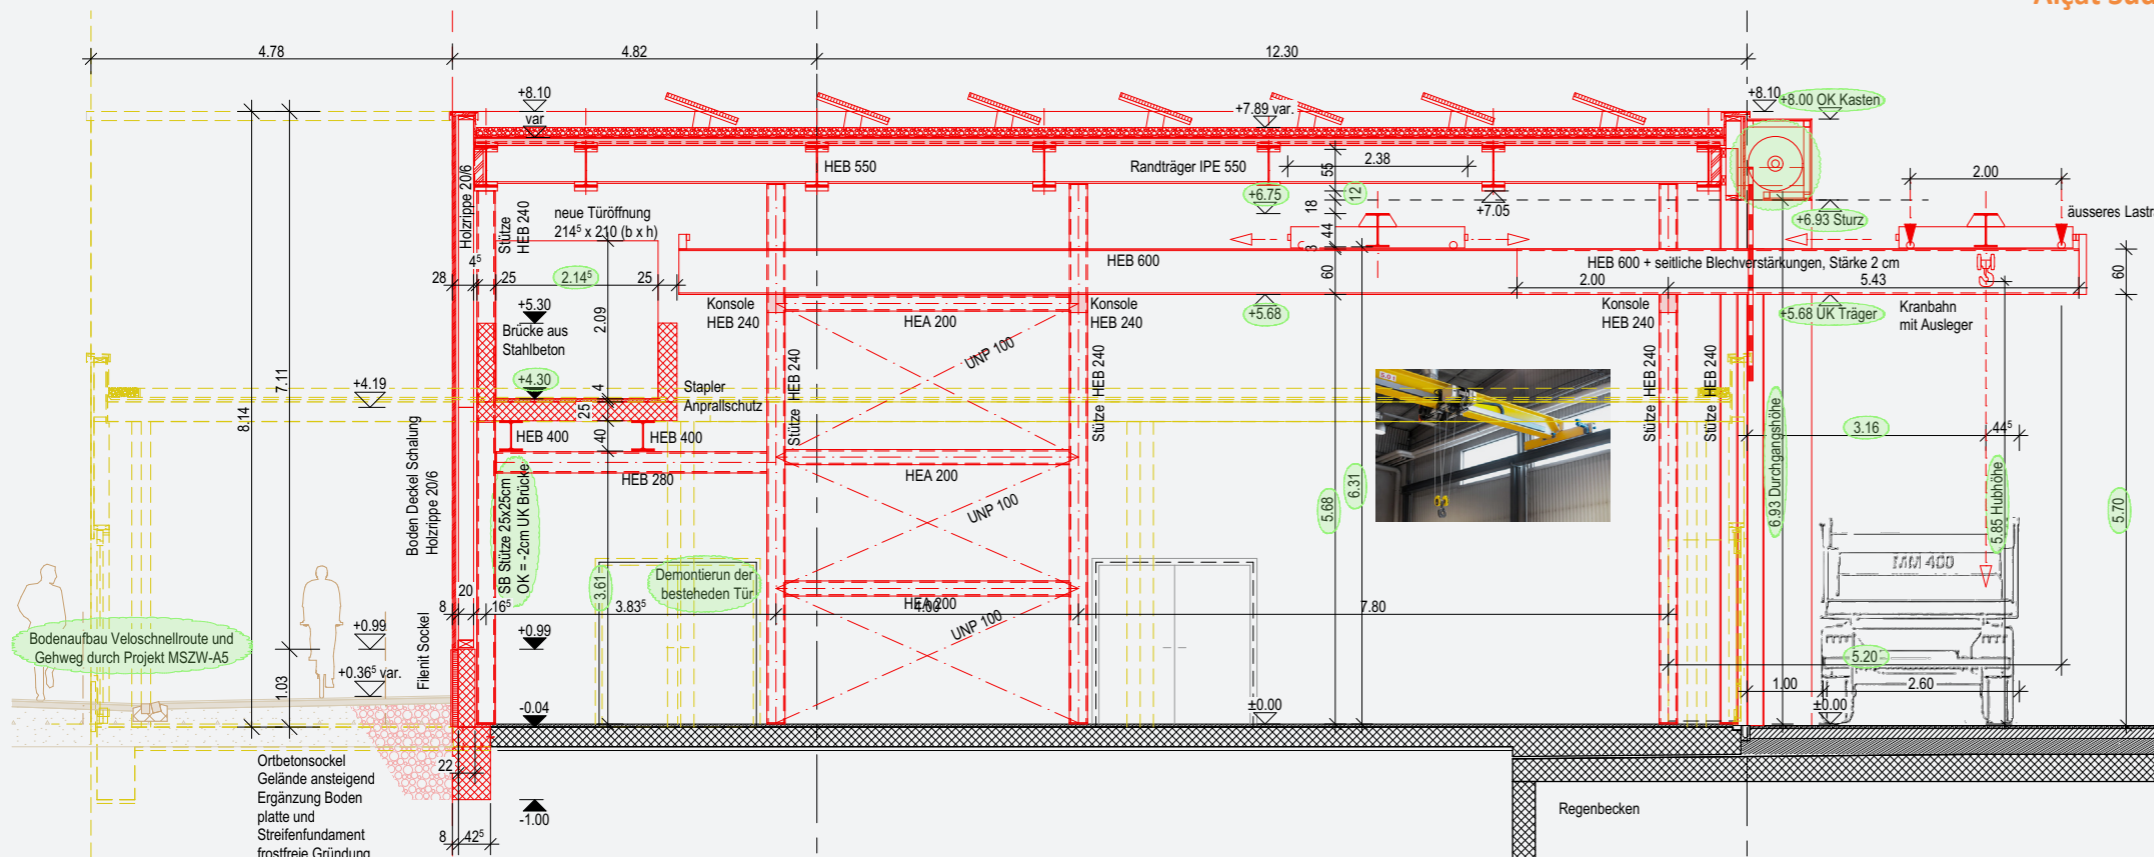 4.78
4.82
12.30
+8.10
var
+7.89 var.
+8.10
+8.00 OK Kasten
HEB 550
Randträger IPE 550
2.38
55
12
2.00
Holzrippe 20/6
Stütze
HEB 240
neue Türöffnung
214⁵ x 210 (b x h)
+6.75
18
44
3
+7.05
+6.93 Sturz
HEB 600
HEB 600 + seitliche Blechverstärkungen, Stärke 2 cm
28
4⁵
25
2.14⁵
25
60
2.00
5.43
60
+5.30
Brücke aus
Stahlbeton
2.09
Konsole
HEB 240
Konsole
HEB 240
+5.68
Konsole
HEB 240
+5.68 UK Träger
Kranbahn
mit Ausleger
HEA 200
UNP 100
7.11
8.14
+4.19
+4.30
4
25
40
Stapler
Anprallschutz
HEB 400
HEB 400
HEB 280
Stütze HEB 240
Stütze HEB 240
Stütze HEB 240
Stütze HEB 240
6.93 Durchgangshöhe
3.16
44⁵
5.85 Hubhöhe
5.70
HEA 200
UNP 100
5.68
6.31
Boden Deckel Schalung
Holzrippe 20/6
SB Stütze 25x25cm
OK = -2cm UK Brücke
3.61
Demontierun der
besteheden Tür
MM 400
20
8
16⁵
3.83⁵
HEA 200
4.00
UNP 100
7.80
Bodenaufbau Veloschnellroute und
Gehweg durch Projekt MSZW-A5
+0.99
+0.36⁵ var.
Filenit Sockel
+0.99
1.03
-0.04
±0.00
5.20
1.00
2.60
±0.00
Ortbetonsockel
Gelände ansteigend
Ergänzung Boden
platte und
Streifenfundament
frostfreie Gründung
22
8
42⁵
-1.00
Regenbecken